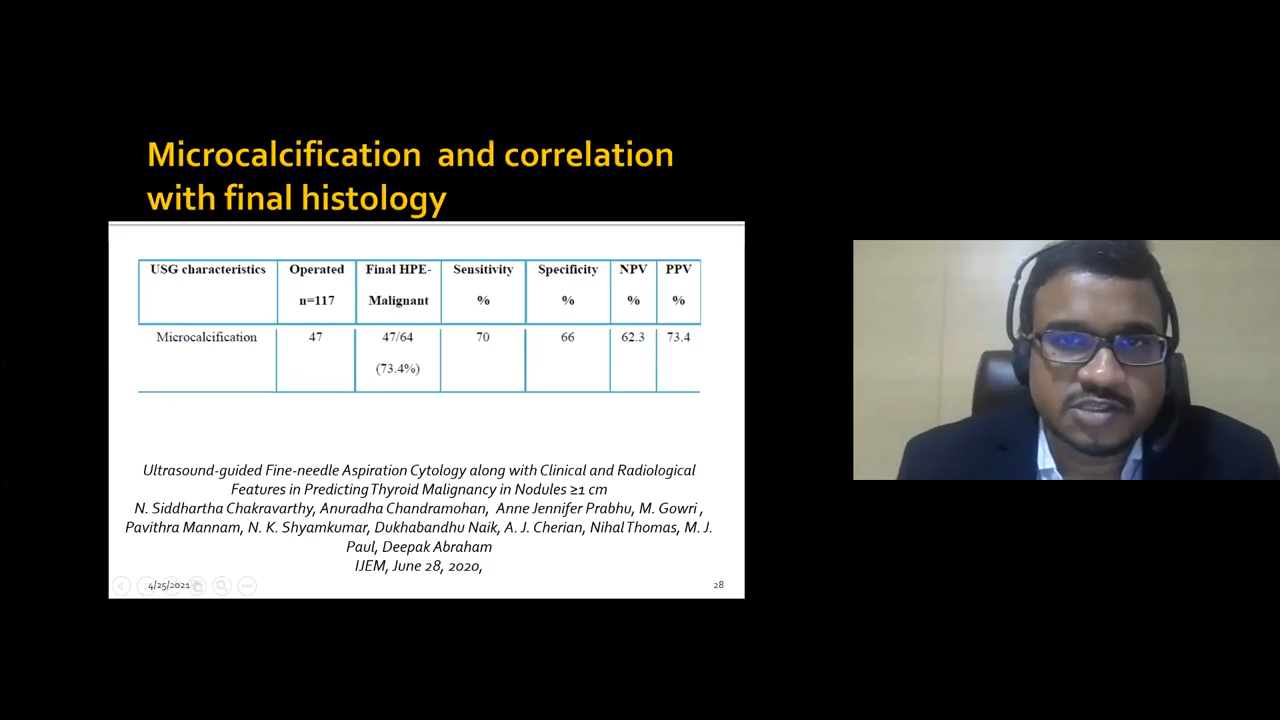 Microcalcification and correlation
with final histology
USG characteristics Operated Final HPE- Sensitivity Specificity NPV PPV
n=117 Malignant % % % %
Microcalcification 47 47/64 70 66 62.3 73.4
(73.4%)
Ultrasound-guided Fine-needle Aspiration Cytology along with Clinical and Radiological
Features in Predicting Thyroid Malignancy in Nodules ≥1 cm
N. Siddhartha Chakravarthy, Anuradha Chandramohan, Anne Jennifer Prabhu, M. Gowri ,
Pavithra Mannam, N. K. Shyamkumar, Dukhabandhu Naik, A. J. Cherian, Nihal Thomas, M. J.
Paul, Deepak Abraham
IJEM, June 28, 2020,
4/25/2021 28